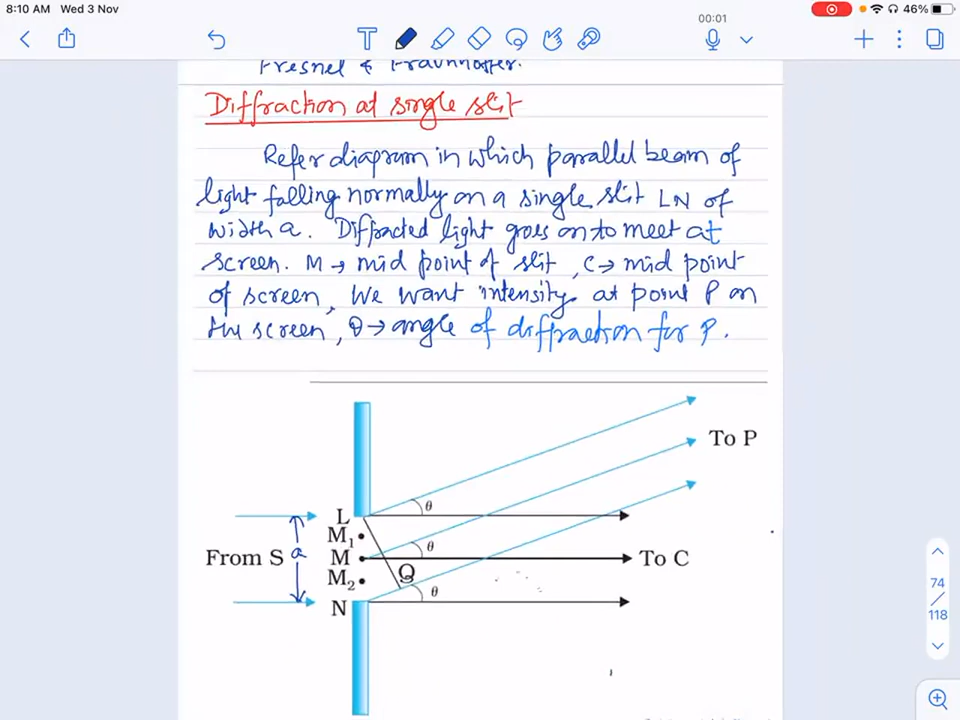 8:10 AM Wed 3 Nov
46%
00:01
Fresnel & Fraunhoffer.
Diffraction at single slit
Refer diagram in which parallel beam of
light falling normally on a single slit LN of
width a. Diffracted light goes on to meet at
screen. M → mid point of slit, C → mid point
of screen, We want intensity at point P on
the screen, θ → angle of diffraction for P.
To P
L
θ
M₁
From S
a
M
θ
To C
M₂
Q
N
θ
74
/
118